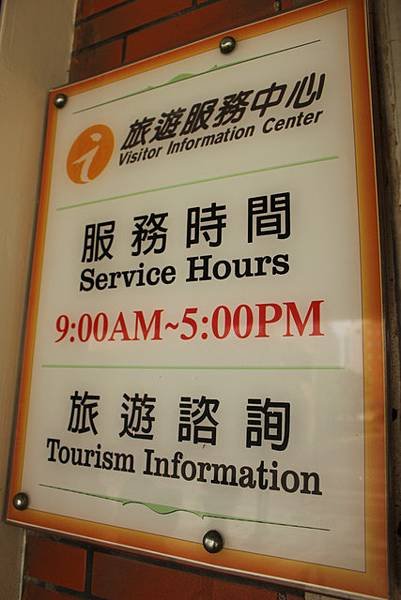 旅遊服務中心
Visitor Information Center
服務時間
Service Hours
9:00AM~5:00PM
旅遊諮詢
Tourism Information